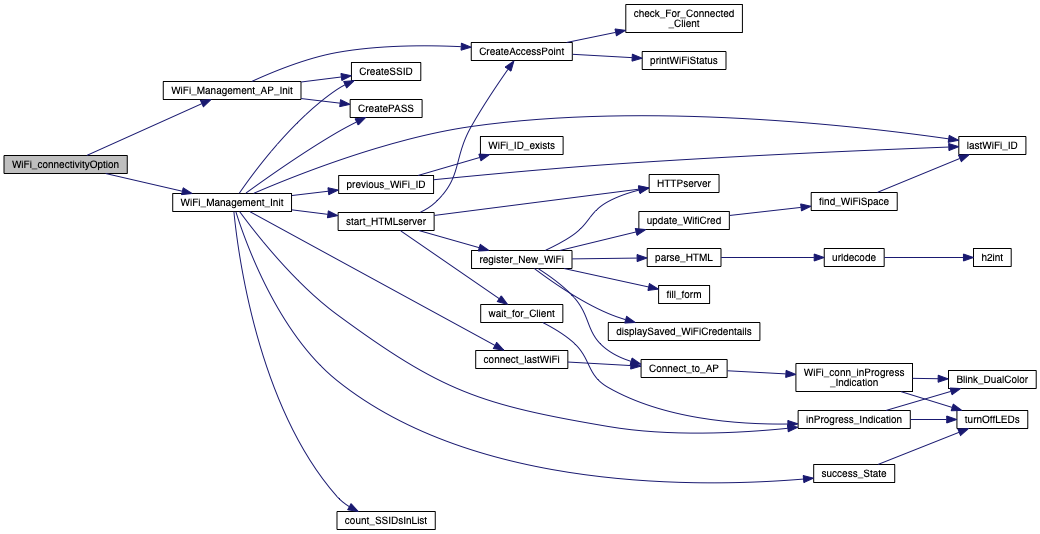 WiFi_connectivityOption
WiFi_Management_AP_Init
WiFi_Management_Init
CreateSSID
CreatePASS
previous_WiFi_ID
start_HTMLserver
count_SSIDsInList
CreateAccessPoint
WiFi_ID_exists
register_New_WiFi
wait_for_Client
connect_lastWiFi
check_For_Connected
_Client
printWiFiStatus
HTTPserver
update_WifiCred
parse_HTML
fill_form
displaySaved_WiFiCredentails
Connect_to_AP
find_WiFiSpace
urldecode
WiFi_conn_inProgress
_Indication
inProgress_Indication
success_State
lastWiFi_ID
h2int
Blink_DualColor
turnOffLEDs